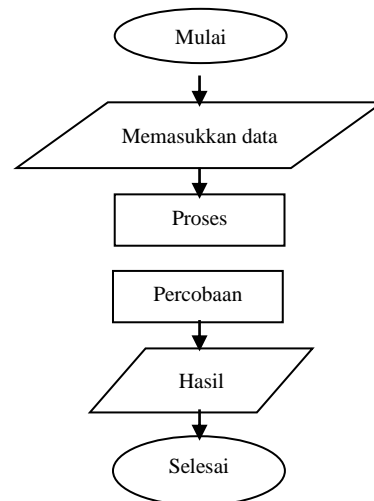 Mulai
Memasukkan data
Proses
Percobaan
Hasil
Selesai